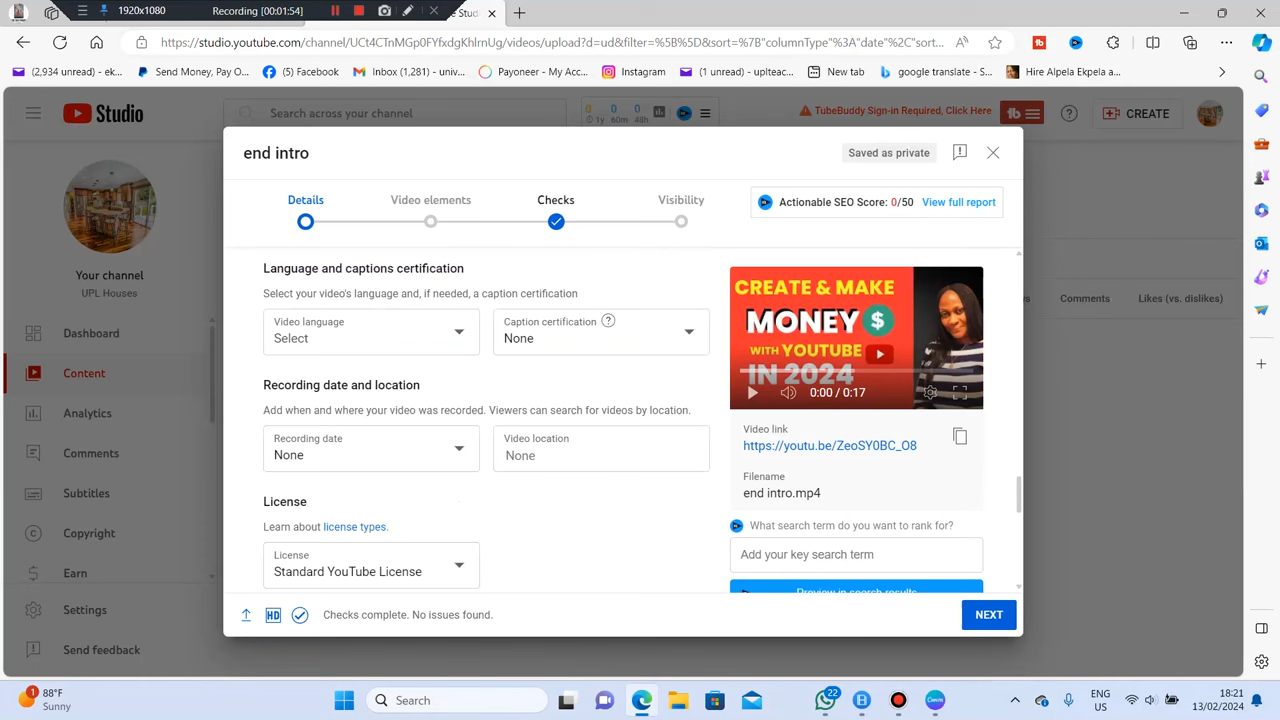 1920x1080
Recording [00:01:54]
e Stu
https://studio.youtube.com/channel/UCt4CTnMGp0FYfxdgKhlrnUg/videos/upload?d=ud&filter=%5B%5D&sort=%7B"columnType"%3A"date"%2C"sort...
(2,934 unread) - ek...
Send Money, Pay O...
(5) Facebook
Inbox (1,281) - univ...
Payoneer - My Acco...
Instagram
(1 unread) - uplteac...
New tab
google translate - S...
Hire Alpela Ekpela a...
Studio
Search across your channel
0 0 0
1y 60m 48h
TubeBuddy Sign-in Required, Click Here
CREATE
end intro
Saved as private
Details
Video elements
Checks
Visibility
Actionable SEO Score: 0/50 View full report
Your channel
UPL Houses
Dashboard
Content
Analytics
Comments
Subtitles
Copyright
Earn
Settings
Send feedback
Language and captions certification
Select your video's language and, if needed, a caption certification
Video language
Select
Caption certification
None
Recording date and location
Add when and where your video was recorded. Viewers can search for videos by location.
Recording date
None
Video location
None
License
Learn about license types.
License
Standard YouTube License
CREATE & MAKE
MONEY $
WITH YOUTUBE
IN 2024
0:00 / 0:17
Video link
https://youtu.be/ZeoSY0BC_O8
Filename
end intro.mp4
What search term do you want to rank for?
Add your key search term
Preview in search results
Comments
Likes (vs. dislikes)
HD
Checks complete. No issues found.
NEXT
1
88°F
Sunny
Search
22
ENG
US
18:21
13/02/2024